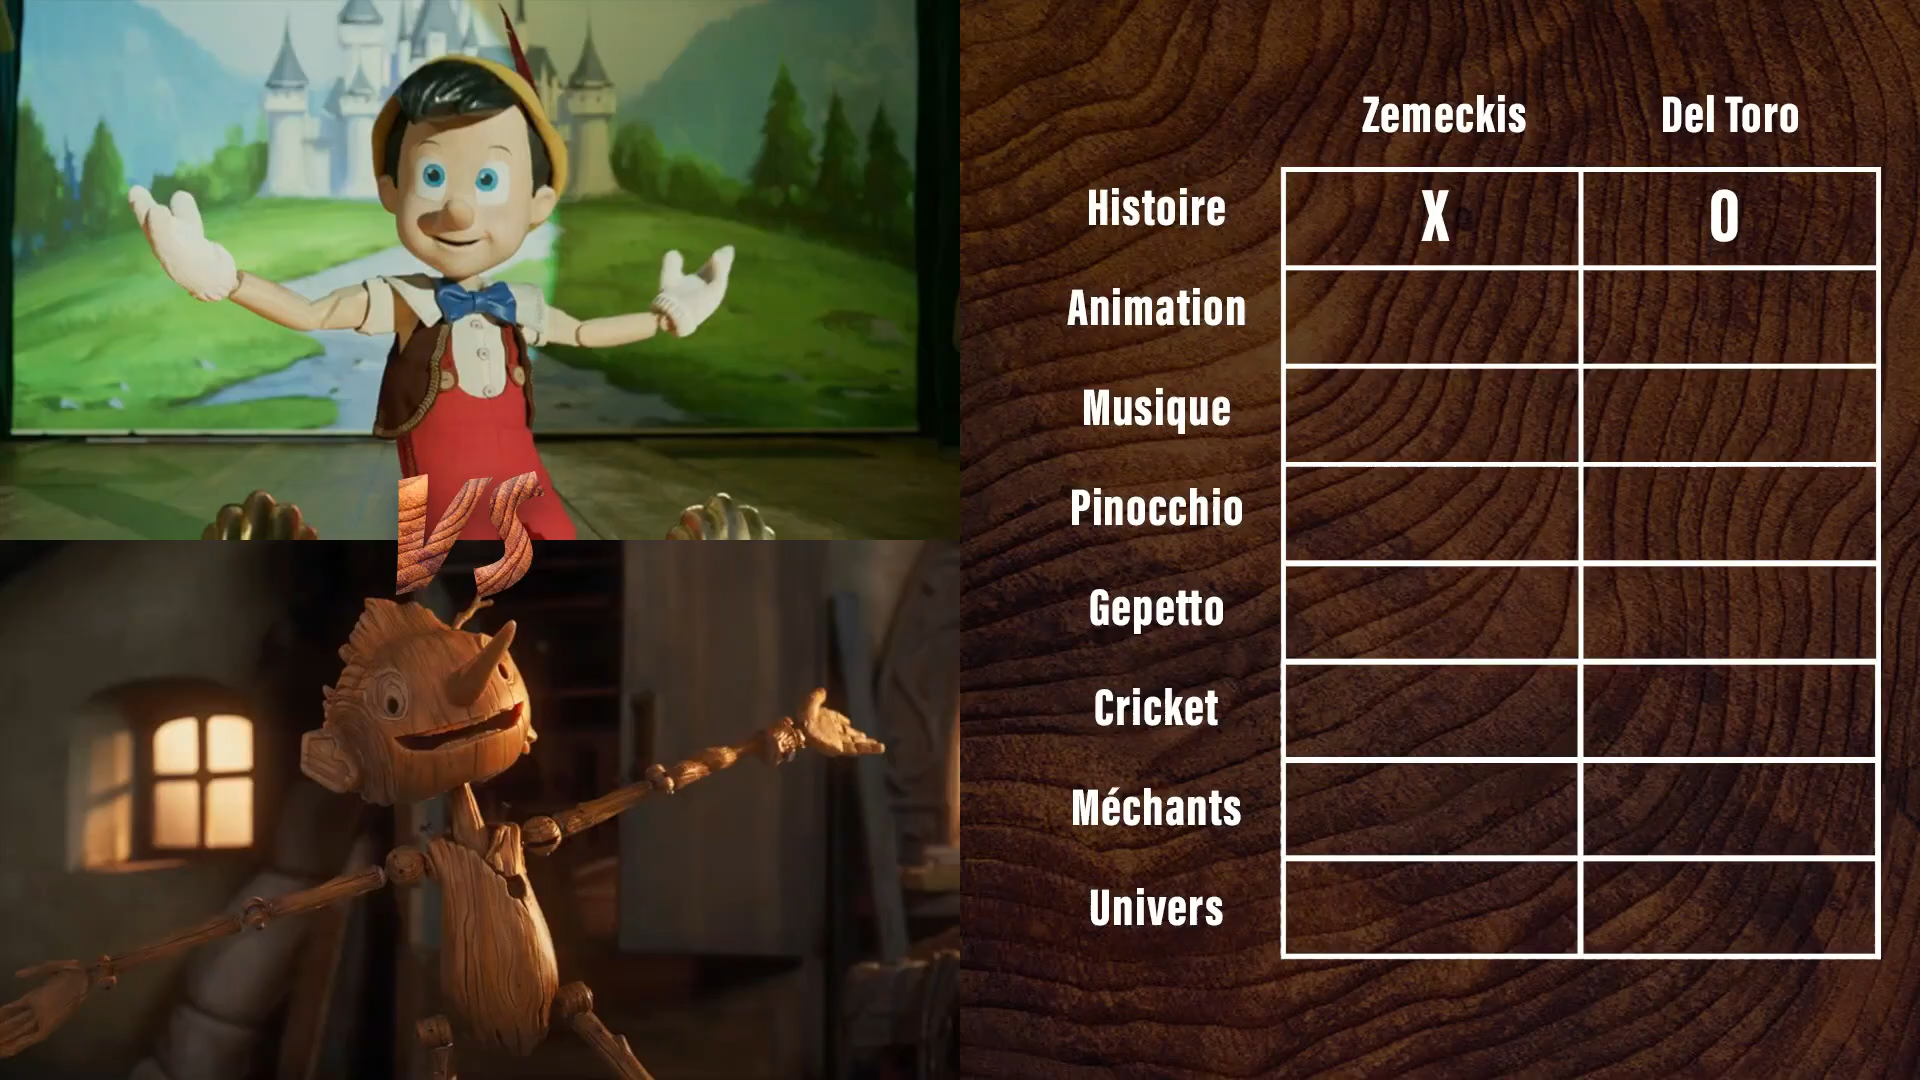 VS
Zemeckis Del Toro
Histoire X O
Animation
Musique
Pinocchio
Gepetto
Cricket
Méchants
Univers